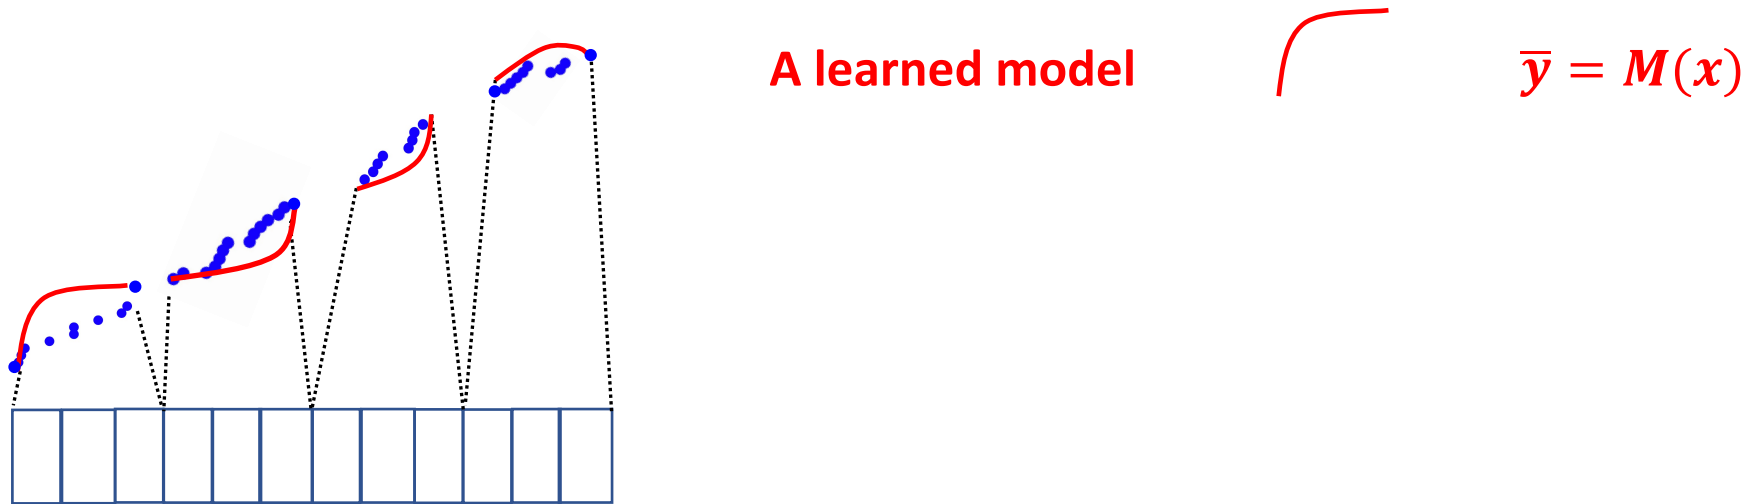 A learned model
y̅ = M(x)